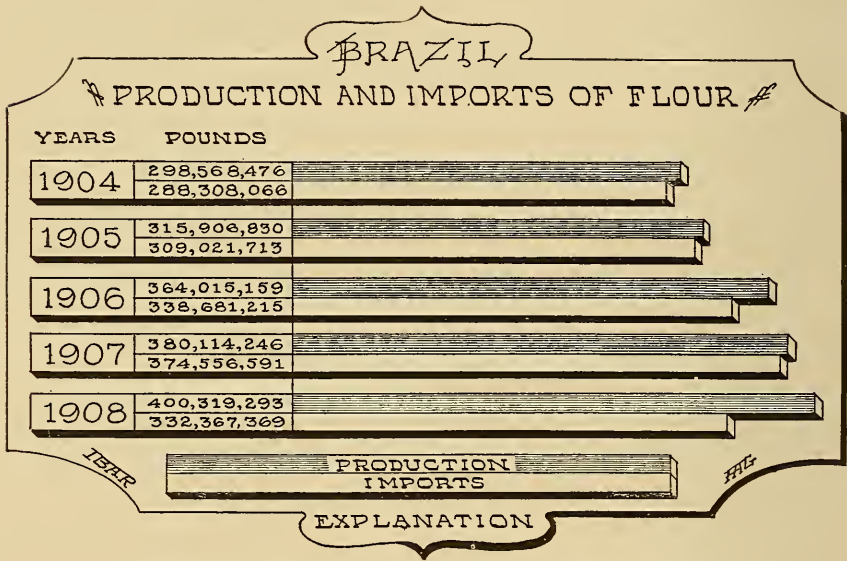 BRAZIL
PRODUCTION AND IMPORTS OF FLOUR
YEARS POUNDS
1904 298,568,476
288,308,066
1905 315,906,830
309,021,713
1906 364,015,159
338,681,215
1907 380,114,246
374,556,591
1908 400,319,293
332,367,369
PRODUCTION
IMPORTS
IBAR
EXPLANATION